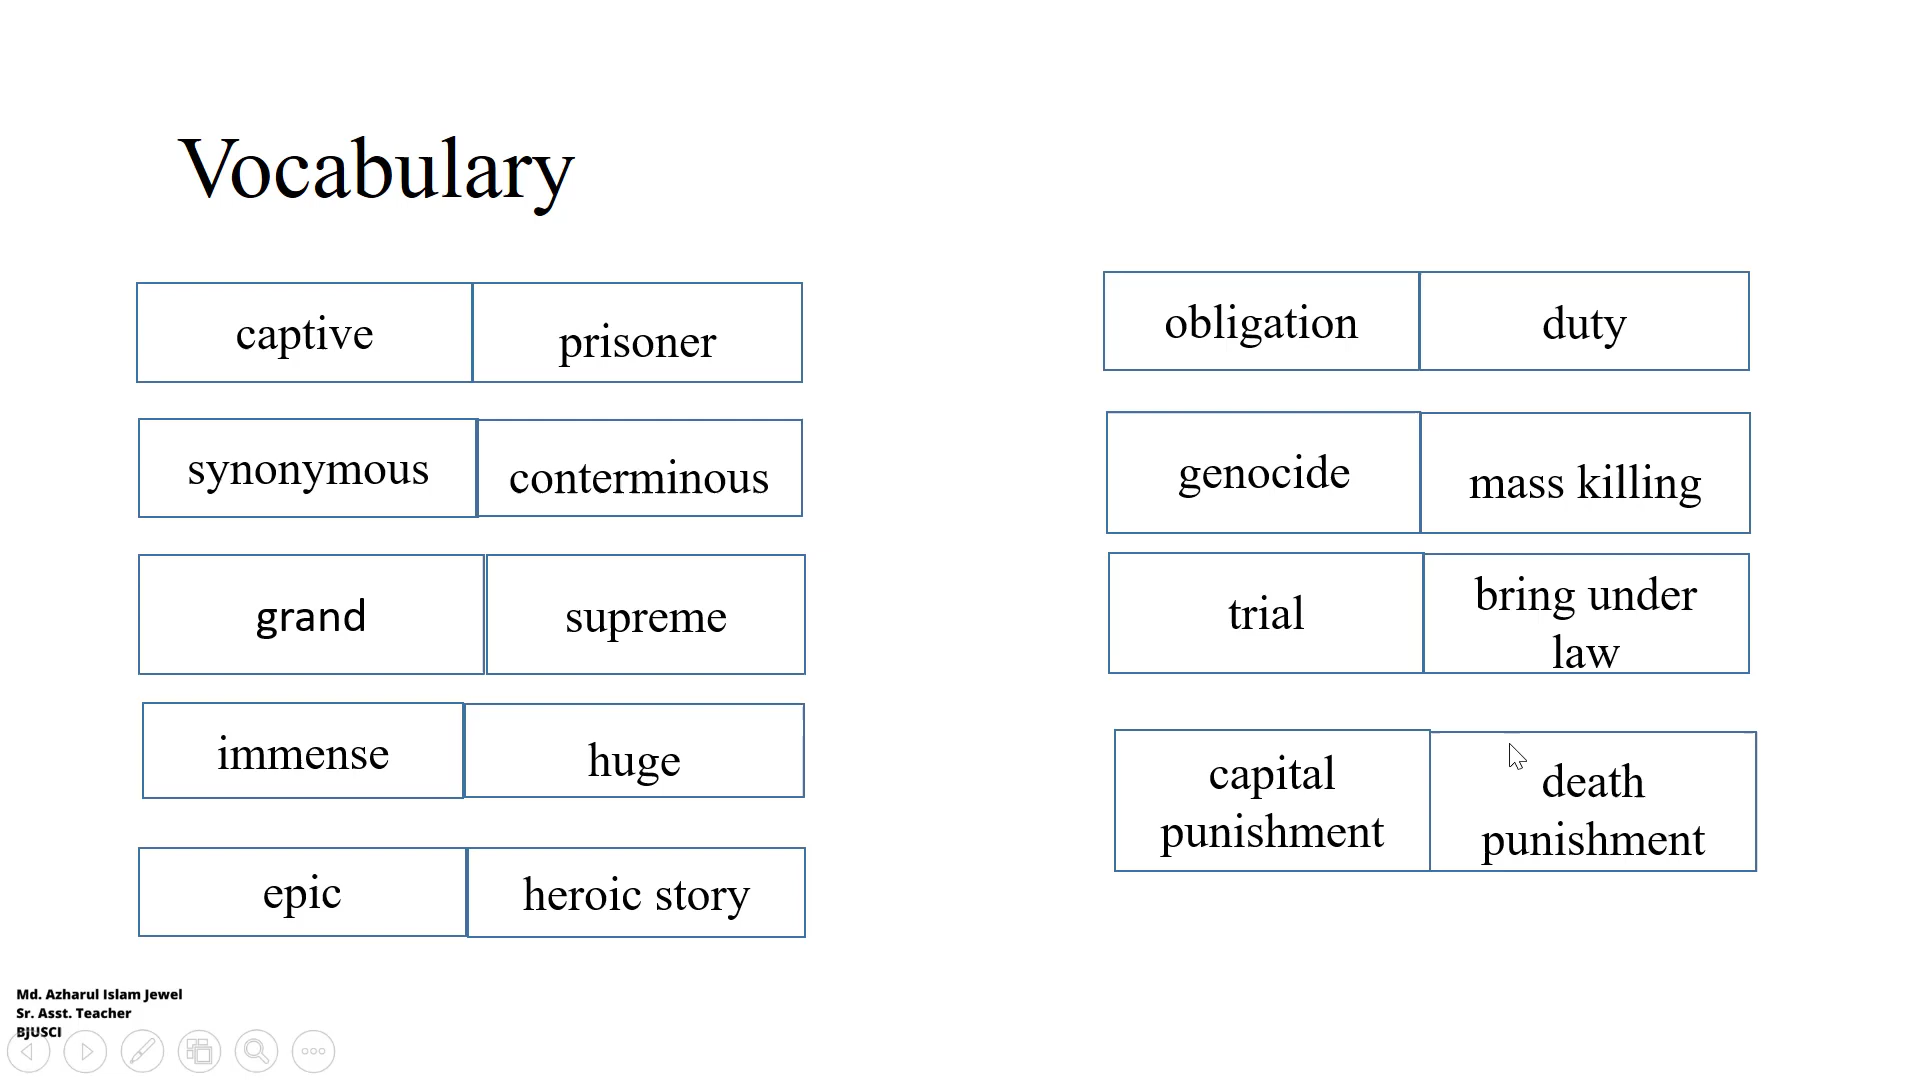 Vocabulary
captive prisoner
synonymous conterminous
grand supreme
immense huge
epic heroic story
obligation duty
genocide mass killing
trial bring under
law
capital death
punishment punishment
Md. Azharul Islam Jewel
Sr. Asst. Teacher
BJUSCI